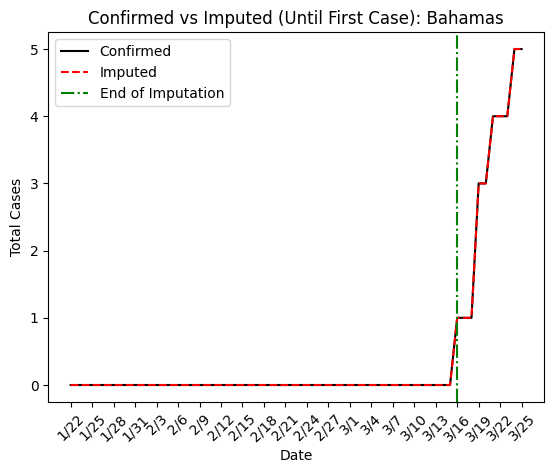 Confirmed vs Imputed (Until First Case): Bahamas
Confirmed
Imputed
End of Imputation
Total Cases
5
4
3
2
1
0
1/22 1/25 1/28 1/31 2/3 2/6 2/9 2/12 2/15 2/18 2/21 2/24 2/27 3/1 3/4 3/7 3/10 3/13 3/16 3/19 3/22 3/25
Date